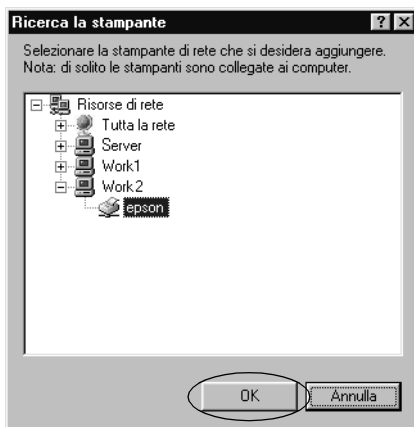 Ricerca la stampante
Selezionare la stampante di rete che si desidera aggiungere.
Nota: di solito le stampanti sono collegate ai computer.
Risorse di rete
Tutta la rete
Server
Work1
Work2
epson
OK
Annulla